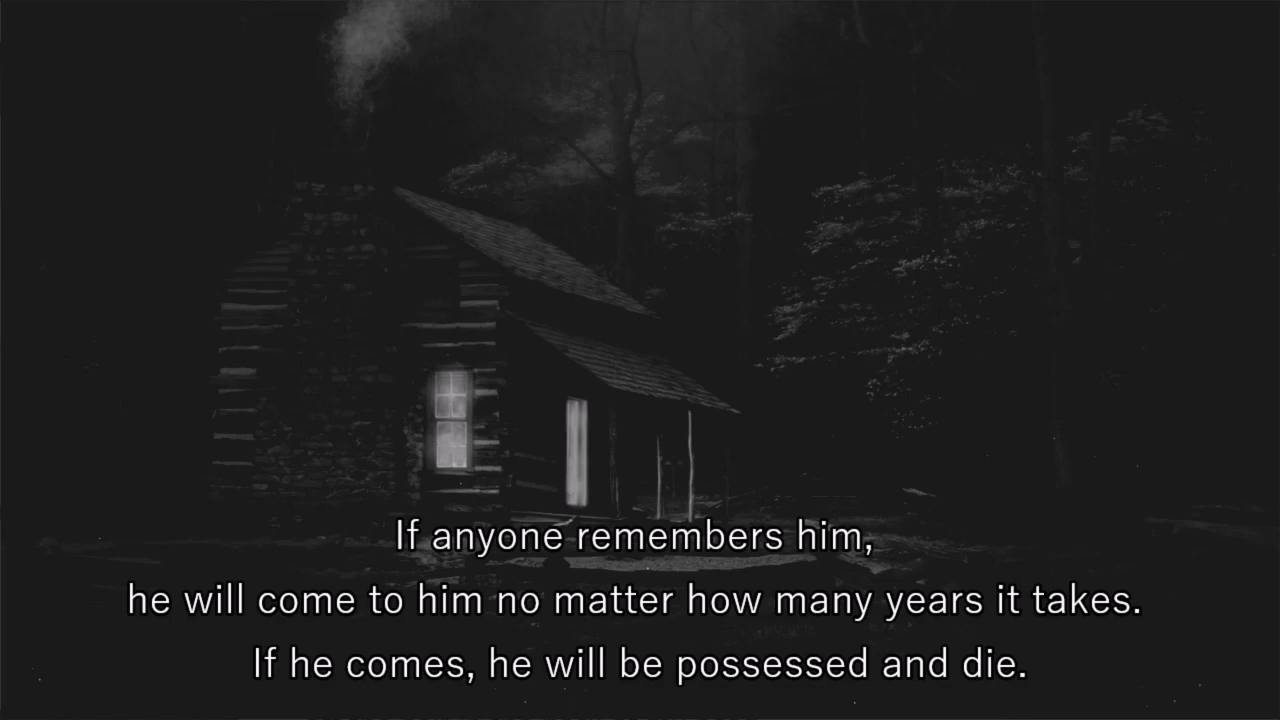 If anyone remembers him,
he will come to him no matter how many years it takes.
If he comes, he will be possessed and die.